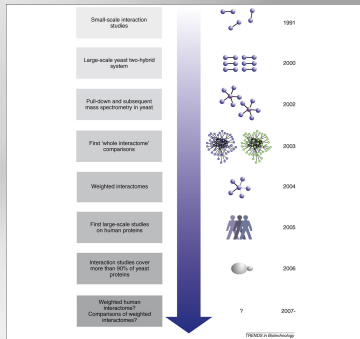 Small-scale interaction
studies
1991
Large-scale yeast two-hybrid
system
2000
Pull-down and subsequent
mass spectrometry in yeast
2002
First 'whole interactome'
comparisons
2003
Weighted interactomes
2004
First large-scale studies
on human proteins
2005
Interaction studies cover
more than 90% of yeast
proteins
2006
Weighted human
interactome?
Comparisons of weighted
interactomes?
?
2007-
TRENDS in Biotechnology